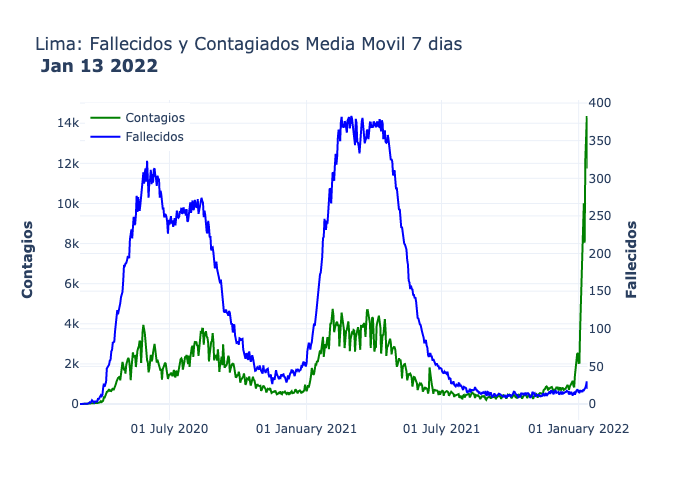 Lima: Fallecidos y Contagiados Media Movil 7 dias
Jan 13 2022
Contagios
Fallecidos
14k
12k
10k
8k
6k
4k
2k
0
Contagios
400
350
300
250
200
150
100
50
0
Fallecidos
01 July 2020
01 January 2021
01 July 2021
01 January 2022